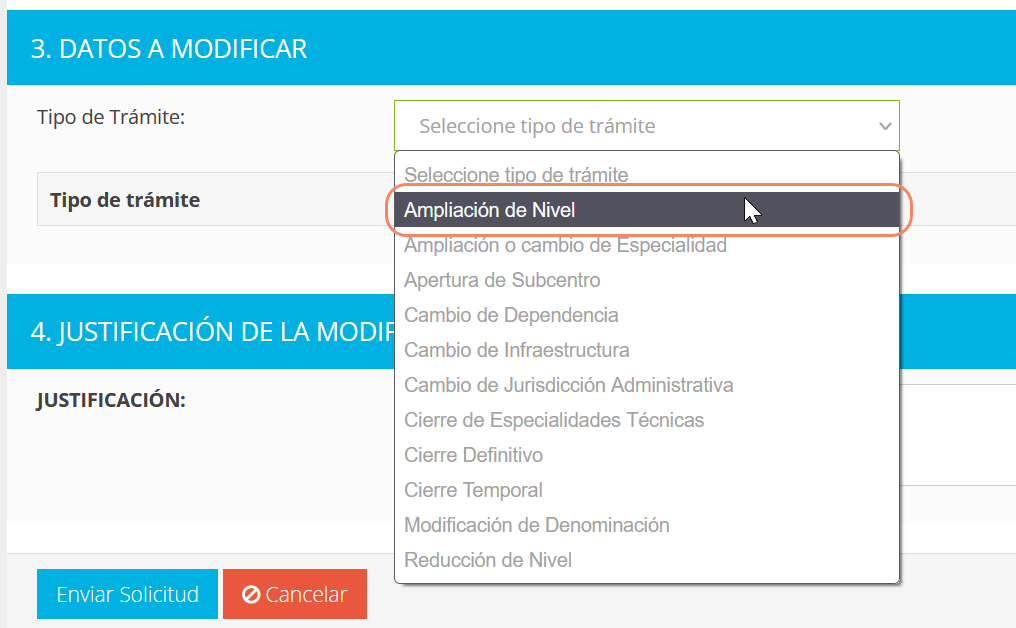 3. DATOS A MODIFICAR
Tipo de Trámite:
Seleccione tipo de trámite
Seleccione tipo de trámite
Tipo de trámite
Ampliación de Nivel
Ampliación o cambio de Especialidad
Apertura de Subcentro
Cambio de Dependencia
4. JUSTIFICACIÓN DE LA MODIF
Cambio de Infraestructura
Cambio de Jurisdicción Administrativa
JUSTIFICACIÓN:
Cierre de Especialidades Técnicas
Cierre Definitivo
Cierre Temporal
Modificación de Denominación
Reducción de Nivel
Enviar Solicitud
Cancelar